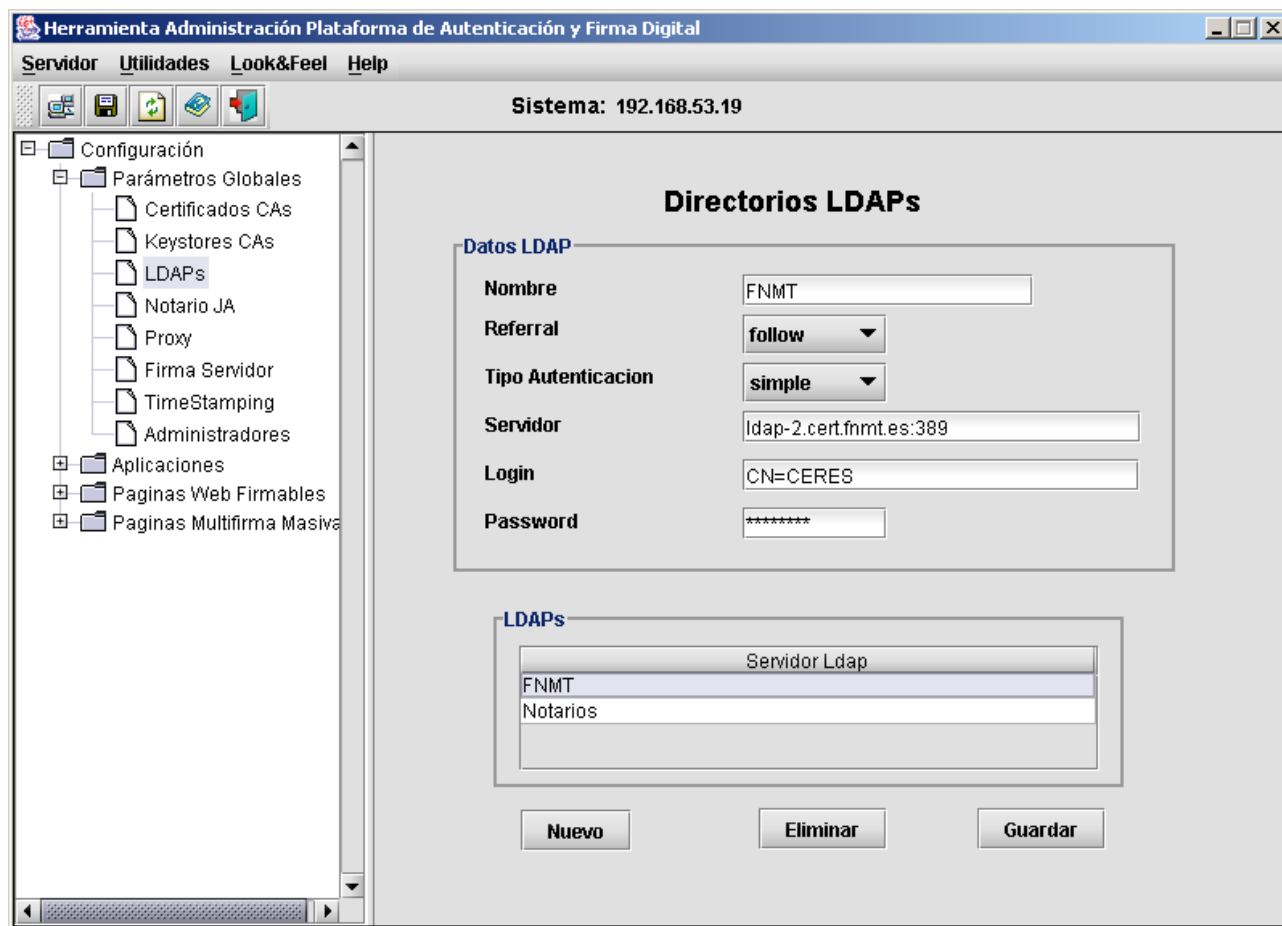 Herramienta Administración Plataforma de Autenticación y Firma Digital
Servidor Utilidades Look&Feel Help
Sistema: 192.168.53.19
Configuración
Parámetros Globales
Certificados CAs
Keystores CAs
LDAPs
Notario JA
Proxy
Firma Servidor
TimeStamping
Administradores
Aplicaciones
Paginas Web Firmables
Paginas Multifirma Masiva
Directorios LDAPs
Datos LDAP
Nombre FNMT
Referral follow
Tipo Autenticacion simple
Servidor ldap-2.cert.fnmt.es:389
Login CN=CERES
Password ********
LDAPs
Servidor Ldap
FNMT
Notarios
Nuevo Eliminar Guardar